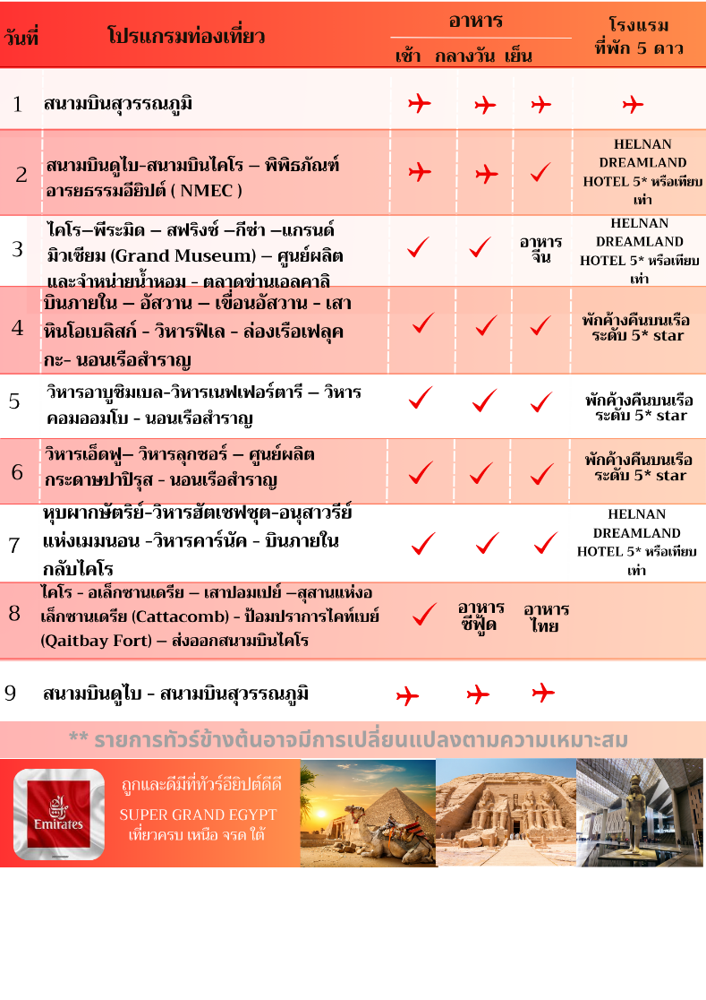 วันที่
โปรแกรมท่องเที่ยว
อาหาร
เช้า กลางวัน เย็น
โรงแรม
ที่พัก 5 ดาว
1
สนามบินสุวรรณภูมิ
2
สนามบินดูไบ-สนามบินไคโร – พิพิธภัณฑ์
อารยธรรมอียิปต์ ( NMEC )
HELNAN
DREAMLAND
HOTEL 5* หรือเทียบ
เท่า
3
ไคโร–พีระมิด – สฟริงซ์ –กีซ่า –แกรนด์
มิวเซียม (Grand Museum) – ศูนย์ผลิต
และจำหน่ายน้ำหอม - ตลาดข่านเอลคาลิ
อาหาร
จีน
HELNAN
DREAMLAND
HOTEL 5* หรือเทียบ
เท่า
4
บินภายใน – อัสวาน – เขื่อนอัสวาน - เสา
หินโอเบลิสก์ - วิหารฟิเล - ล่องเรือเฟลุค
กะ- นอนเรือสำราญ
พักค้างคืนบนเรือ
ระดับ 5* star
5
วิหารอาบูซิมเบล-วิหารเนฟเฟอร์ตารี – วิหาร
คอมออมโบ - นอนเรือสำราญ
พักค้างคืนบนเรือ
ระดับ 5* star
6
วิหารเอ็ดฟู– วิหารลุกซอร์ – ศูนย์ผลิต
กระดาษปาปิรุส - นอนเรือสำราญ
พักค้างคืนบนเรือ
ระดับ 5* star
7
หุบผากษัตริย์-วิหารฮัตเชฟซุต-อนุสาวรีย์
แห่งเมมนอน -วิหารคาร์นัค - บินภายใน
กลับไคโร
HELNAN
DREAMLAND
HOTEL 5* หรือเทียบ
เท่า
8
ไคโร - อเล็กซานเดรีย – เสาปอมเปย์ –สุสานแห่งอ
เล็กซานเดรีย (Cattacomb) - ป้อมปราการไคท์เบย์
(Qaitbay Fort) – ส่งออกสนามบินไคโร
อาหาร
ซีฟู้ด
อาหาร
ไทย
9
สนามบินดูไบ - สนามบินสุวรรณภูมิ
** รายการทัวร์ข้างต้นอาจมีการเปลี่ยนแปลงตามความเหมาะสม
Emirates
ถูกและดีมีที่ทัวร์อียิปต์ดีดี
SUPER GRAND EGYPT
เที่ยวครบ เหนือ จรด ใต้